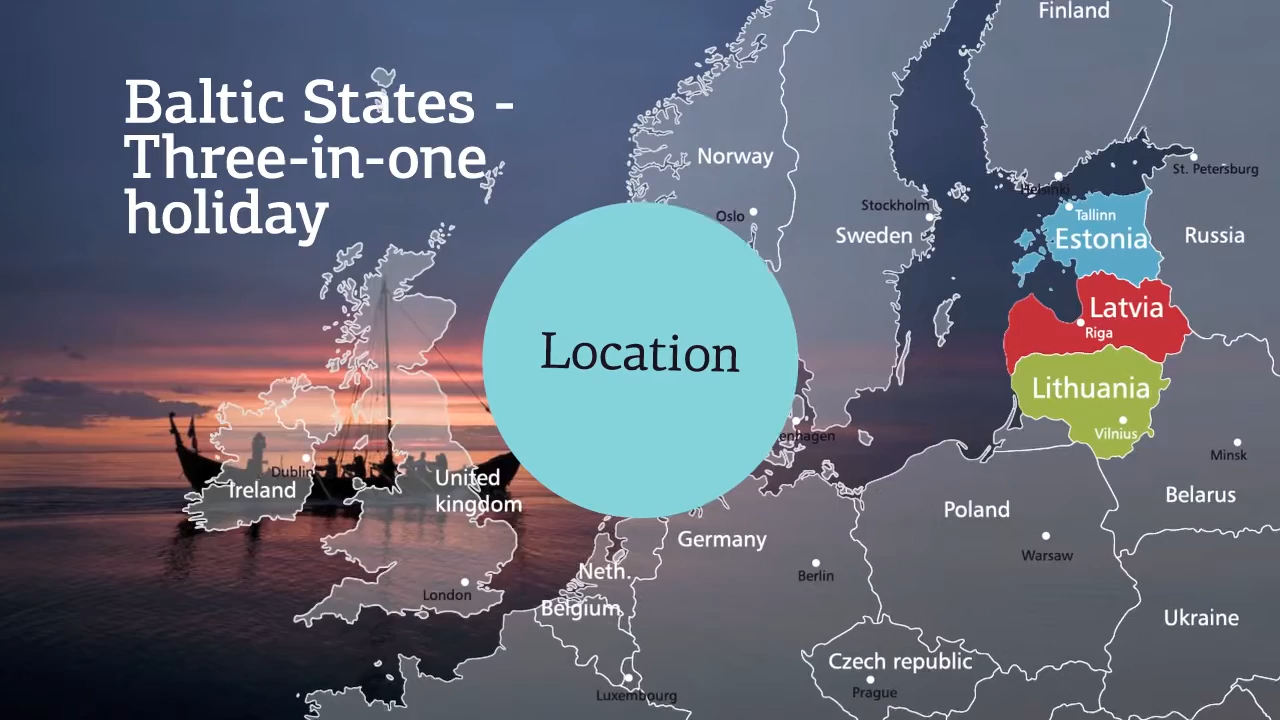 Baltic States -
Three-in-one
holiday
Location
Finland
Norway
Oslo
Stockholm
Sweden
Helsinki
St. Petersburg
Tallinn
Estonia
Russia
Latvia
Riga
Lithuania
Vilnius
Minsk
Belarus
enhagen
Dublin
Ireland
United
kingdom
London
Neth.
Belgium
Luxembourg
Germany
Berlin
Poland
Warsaw
Ukraine
Czech republic
Prague